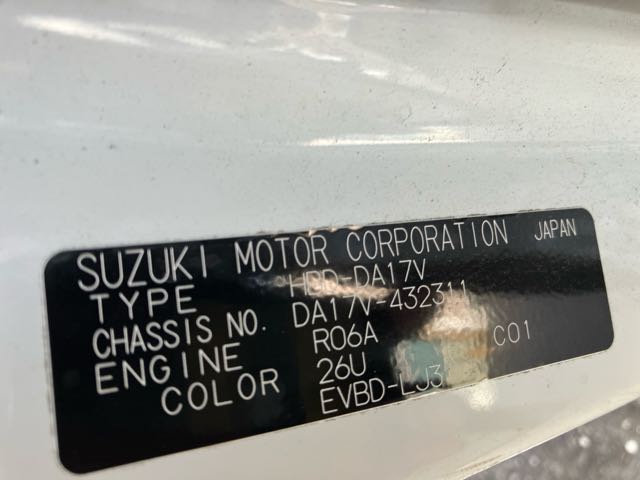 SUZUKI MOTOR CORPORATION JAPAN
TYPE HBD-DA17V
CHASSIS NO. DA17V-432311
ENGINE R06A
COLOR 26U C01
EVBD-LJ3